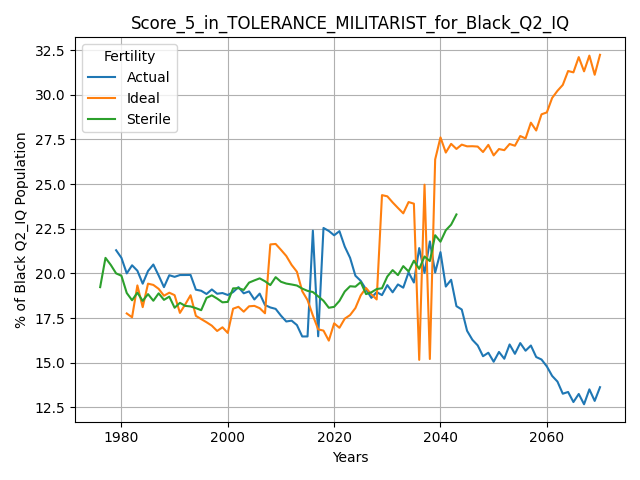 Score_5_in_TOLERANCE_MILITARIST_for_Black_Q2_IQ
Fertility
Actual
Ideal
Sterile
% of Black Q2_IQ Population
32.5
30.0
27.5
25.0
22.5
20.0
17.5
15.0
12.5
1980 2000 2020 2040 2060
Years